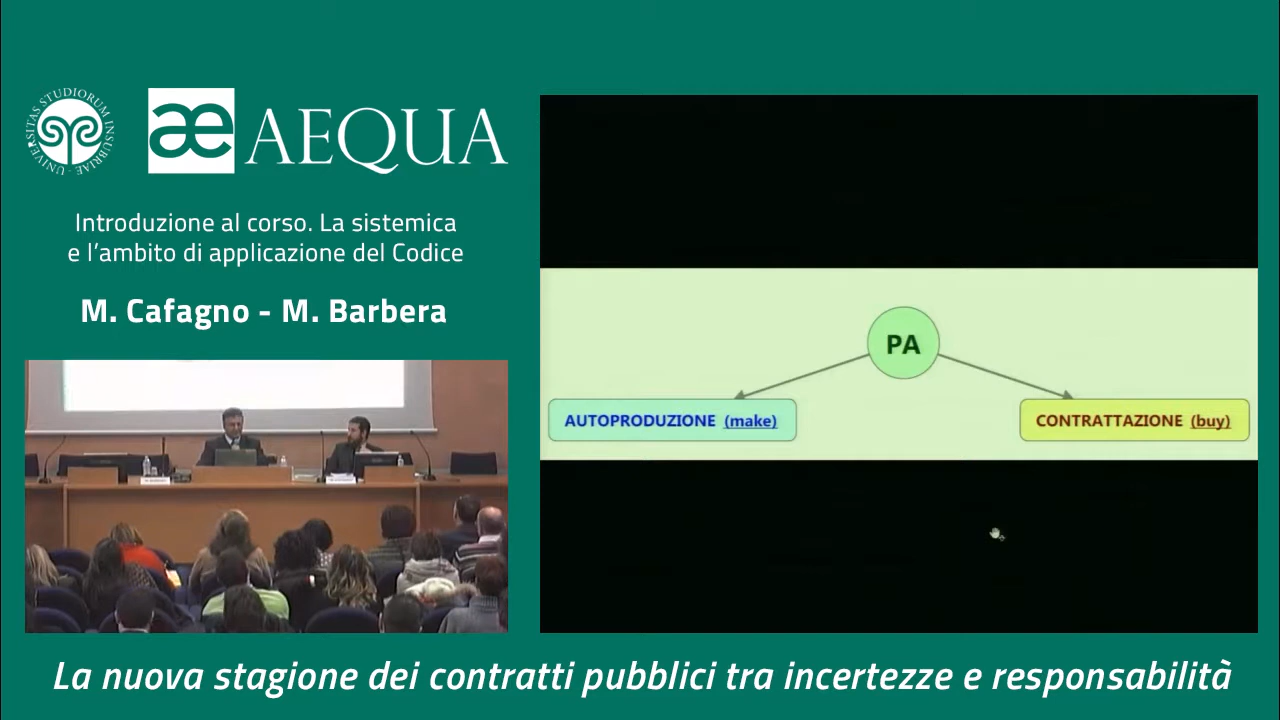 UNIVERSITAS STUDIORUM INSUBRIAE
æ AEQUA
Introduzione al corso. La sistemica
e l'ambito di applicazione del Codice
M. Cafagno - M. Barbera
PA
AUTOPRODUZIONE (make)
CONTRATTAZIONE (buy)
La nuova stagione dei contratti pubblici tra incertezze e responsabilità